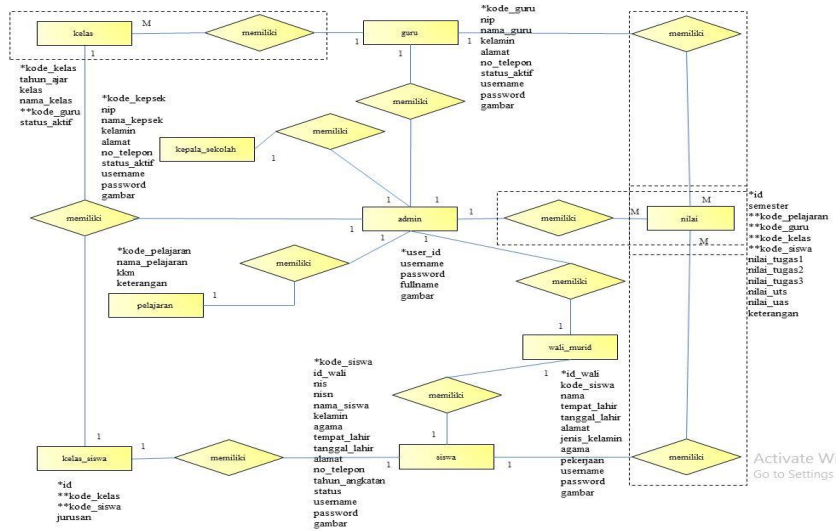 kelas
M
memiliki
1
guru
1
1
1
memiliki
*kode_guru
nip
nama_guru
kelamin
alamat
no_telepon
status_aktif
username
password
gambar
*kode_kelas
tahun_ajar
kelas
nama_kelas
**kode_guru
status_aktif
*kode_kepsek
nip
nama_kepsek
kelamin
alamat
no_telepon
status_aktif
username
password
gambar
memiliki
memiliki
kepala_sekolah
1
memiliki
1
1
1
admin
1
1
1
memiliki
M
M
nilai
M
*id
semester
**kode_pelajaran
**kode_guru
**kode_kelas
**kode_siswa
nilai_tugas1
nilai_tugas2
nilai_tugas3
nilai_uts
nilai_uas
keterangan
*user_id
username
password
fullname
gambar
*kode_pelajaran
nama_pelajaran
kkm
keterangan
memiliki
pelajaran
1
memiliki
1
wali_murid
1
*kode_siswa
id_wali
nis
nisn
nama_siswa
kelamin
agama
tempat_lahir
tanggal_lahir
alamat
no_telepon
tahun_angkatan
status
username
password
gambar
memiliki
1
*id_wali
kode_siswa
nama
tempat_lahir
tanggal_lahir
alamat
jenis_kelamin
agama
pekerjaan
username
password
gambar
1
kelas_siswa
1
memiliki
1
siswa
1
memiliki
*id
**kode_kelas
**kode_siswa
jurusan
Activate W
Go to Settings